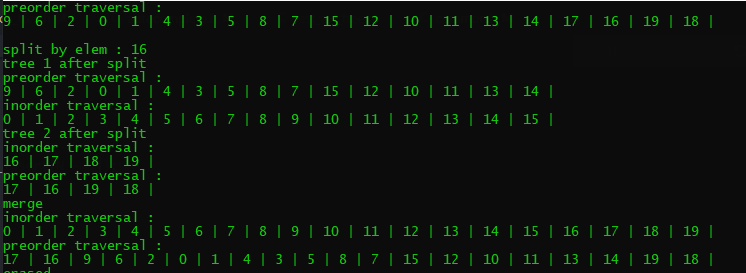 preorder traversal :
9 | 6 | 2 | 0 | 1 | 4 | 3 | 5 | 8 | 7 | 15 | 12 | 10 | 11 | 13 | 14 | 17 | 16 | 19 | 18 |
split by elem : 16
tree 1 after split
preorder traversal :
9 | 6 | 2 | 0 | 1 | 4 | 3 | 5 | 8 | 7 | 15 | 12 | 10 | 11 | 13 | 14 |
inorder traversal :
0 | 1 | 2 | 3 | 4 | 5 | 6 | 7 | 8 | 9 | 10 | 11 | 12 | 13 | 14 | 15 |
tree 2 after split
inorder traversal :
16 | 17 | 18 | 19 |
preorder traversal :
17 | 16 | 19 | 18 |
merge
inorder traversal :
0 | 1 | 2 | 3 | 4 | 5 | 6 | 7 | 8 | 9 | 10 | 11 | 12 | 13 | 14 | 15 | 16 | 17 | 18 | 19 |
preorder traversal :
17 | 16 | 9 | 6 | 2 | 0 | 1 | 4 | 3 | 5 | 8 | 7 | 15 | 12 | 10 | 11 | 13 | 14 | 19 | 18 |
erased